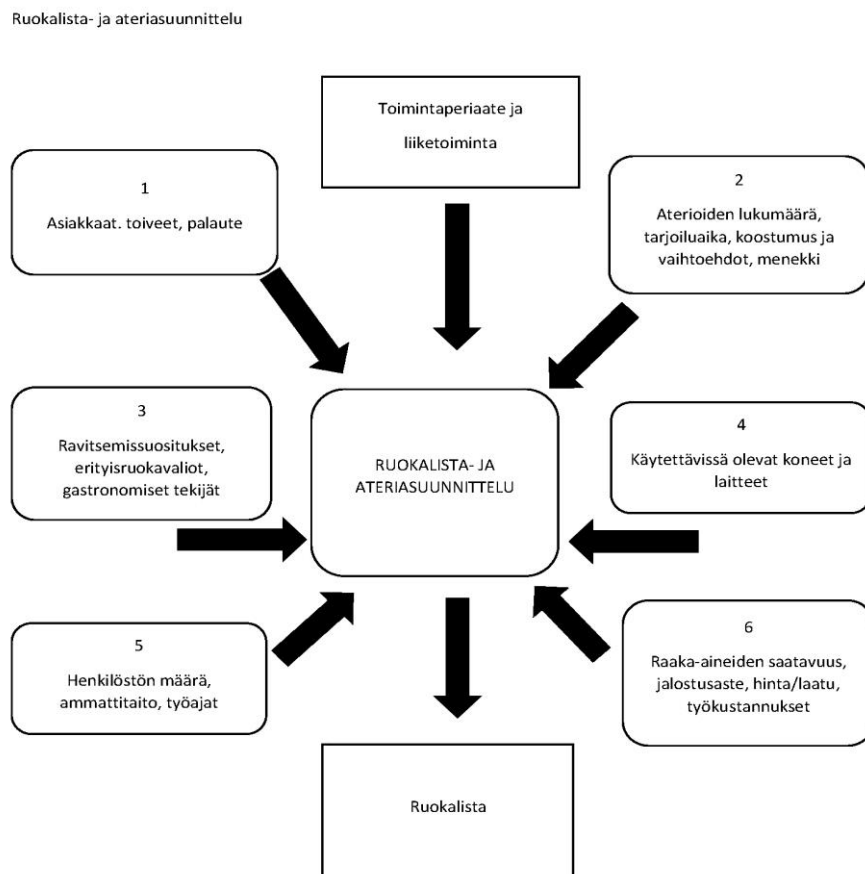 Ruokalista- ja ateriasuunnittelu
Toimintaperiaate ja
liiketoiminta
1
Asiakkaat. toiveet, palaute
2
Aterioiden lukumäärä,
tarjoiluaika, koostumus ja
vaihtoehdot, menekki
3
Ravitsemissuositukset,
erityisruokavaliot,
gastronomiset tekijät
RUOKALISTA- JA
ATERIASUUNNITTELU
4
Käytettävissä olevat koneet ja
laitteet
5
Henkilöstön määrä,
ammattitaito, työajat
6
Raaka-aineiden saatavuus,
jalostusaste, hinta/laatu,
työkustannukset
Ruokalista